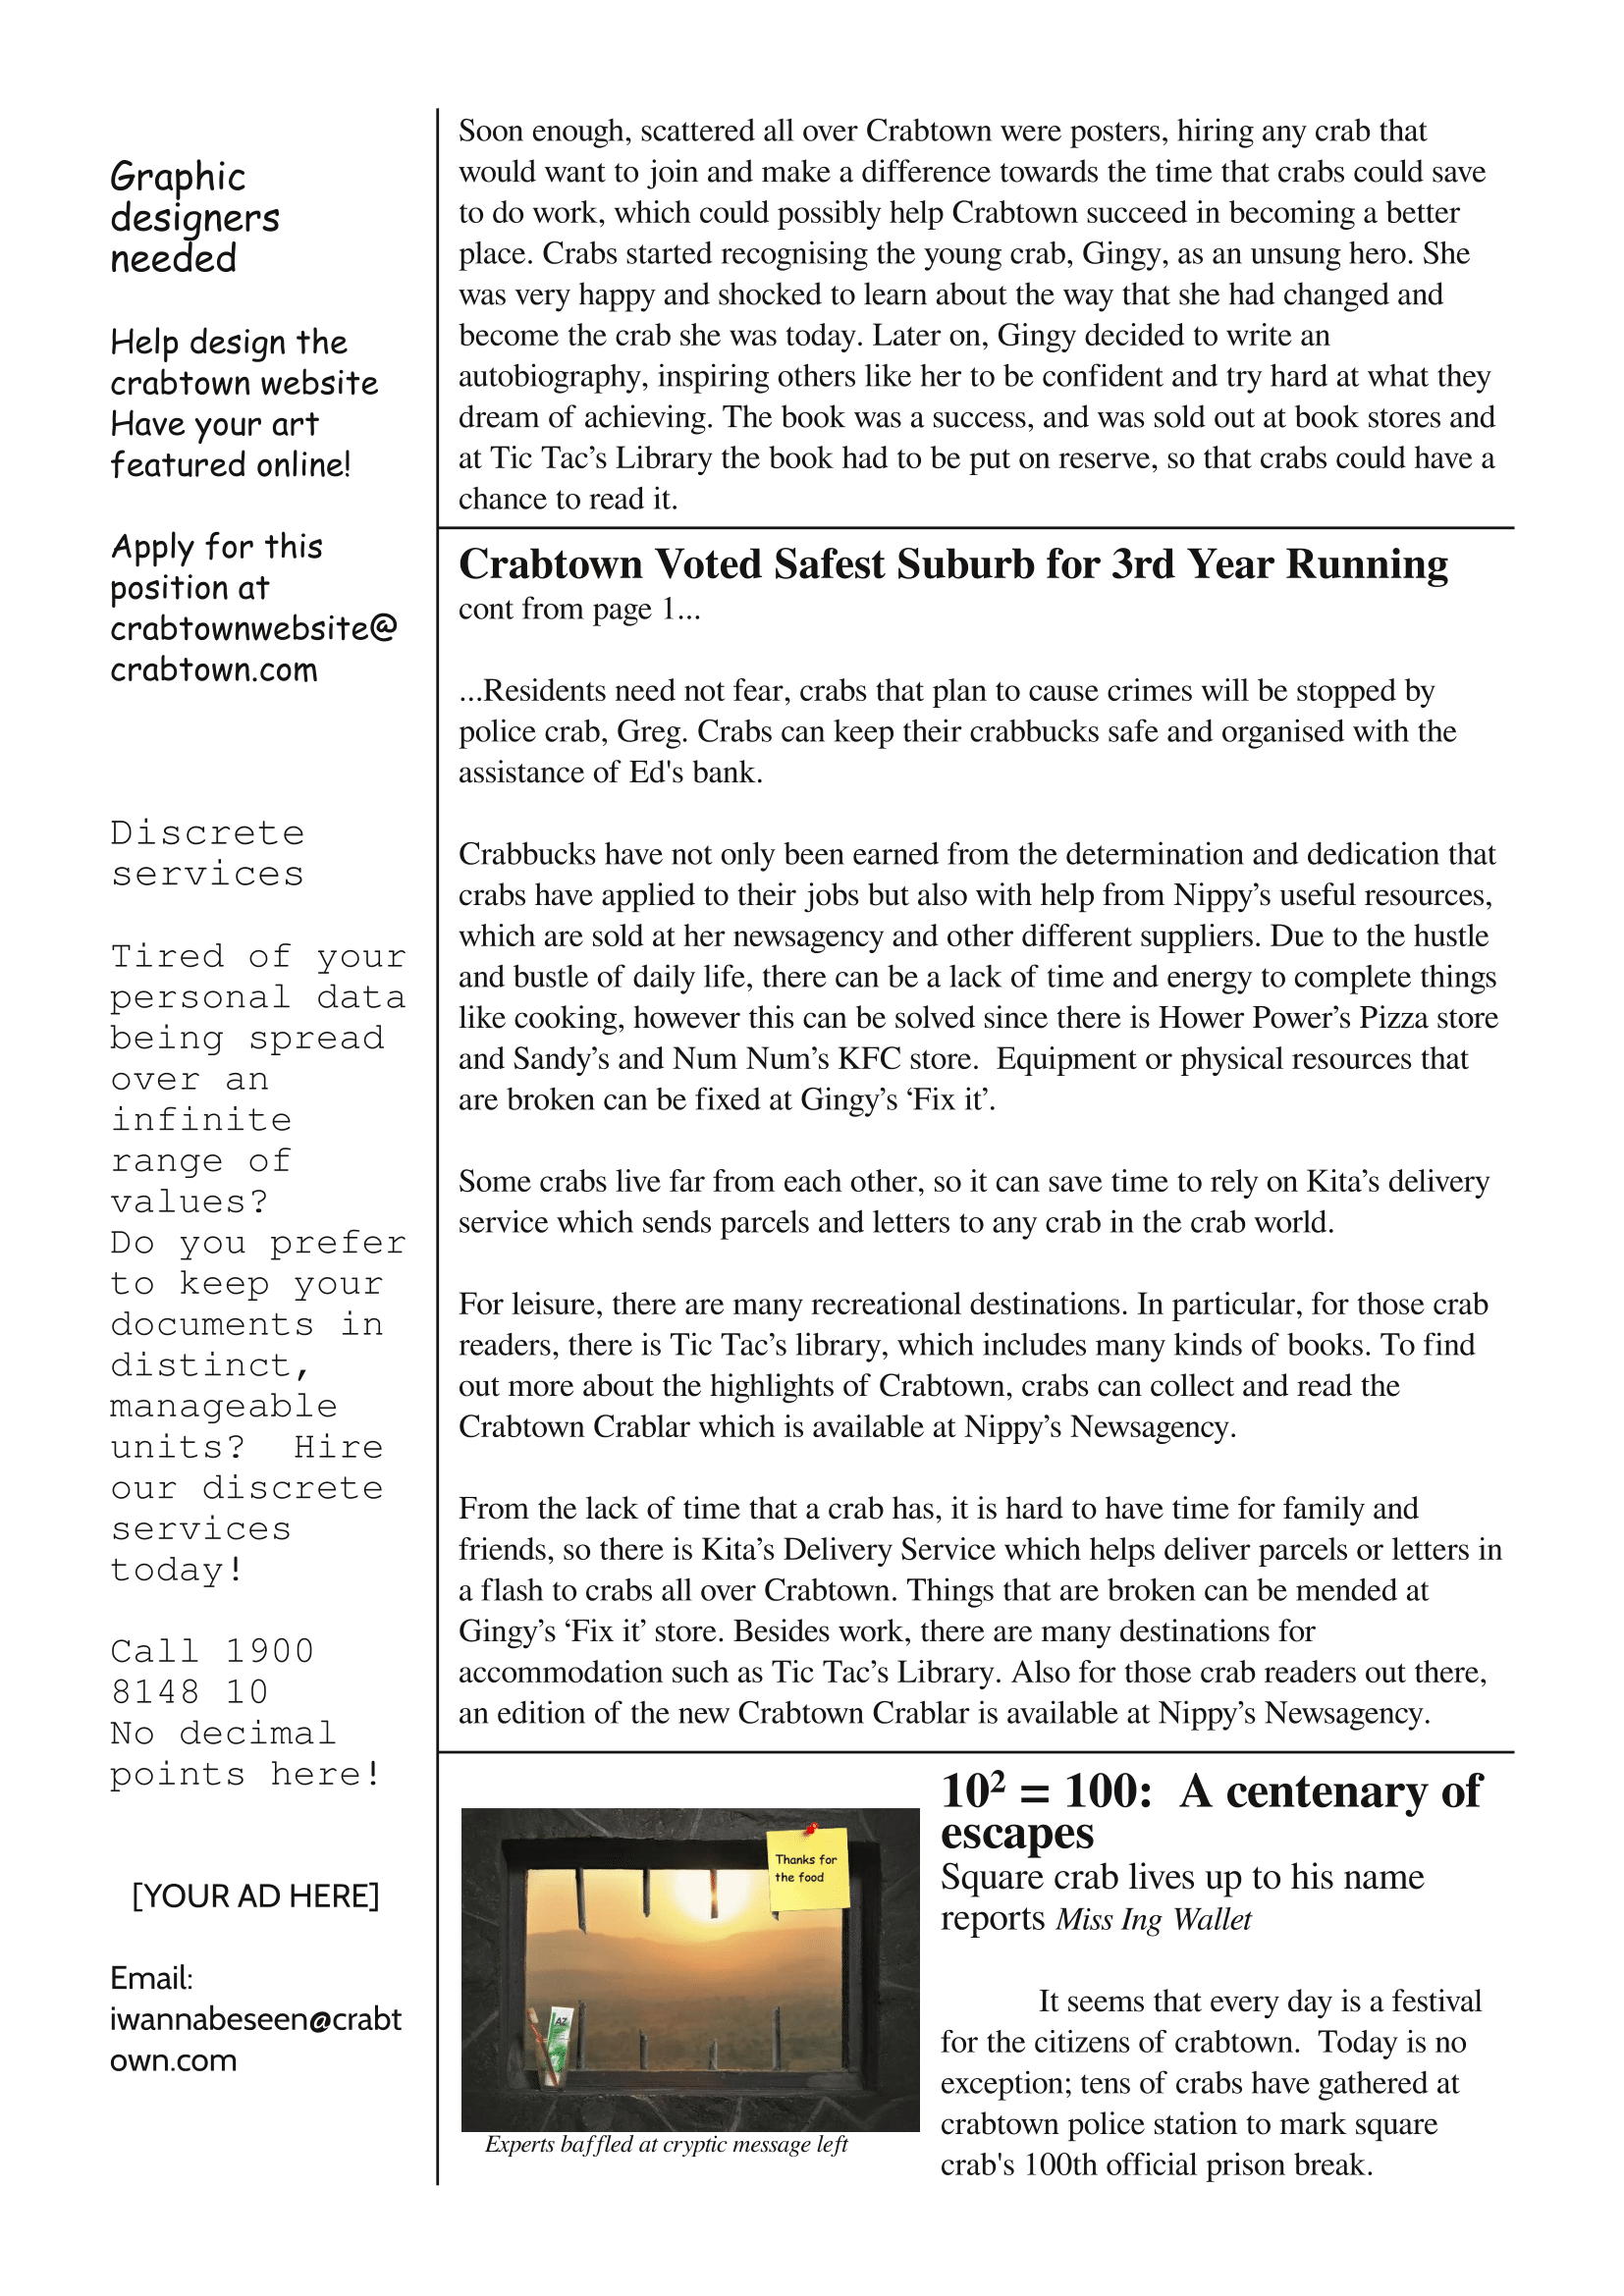 Graphic
designers
needed
Help design the
crabtown website
Have your art
featured online!
Apply for this
position at
crabtownwebsite@
crabtown.com
Discrete
services
Tired of your
personal data
being spread
over an
infinite
range of
values?
Do you prefer
to keep your
documents in
distinct,
manageable
units?  Hire
our discrete
services
today!
Call 1900
8148 10
No decimal
points here!
[YOUR AD HERE]
Email:
iwannabeseen@crabt
own.com
Soon enough, scattered all over Crabtown were posters, hiring any crab that
would want to join and make a difference towards the time that crabs could save
to do work, which could possibly help Crabtown succeed in becoming a better
place. Crabs started recognising the young crab, Gingy, as an unsung hero. She
was very happy and shocked to learn about the way that she had changed and
become the crab she was today. Later on, Gingy decided to write an
autobiography, inspiring others like her to be confident and try hard at what they
dream of achieving. The book was a success, and was sold out at book stores and
at Tic Tac’s Library the book had to be put on reserve, so that crabs could have a
chance to read it.
Crabtown Voted Safest Suburb for 3rd Year Running
cont from page 1...
...Residents need not fear, crabs that plan to cause crimes will be stopped by
police crab, Greg. Crabs can keep their crabbucks safe and organised with the
assistance of Ed's bank.
Crabbucks have not only been earned from the determination and dedication that
crabs have applied to their jobs but also with help from Nippy’s useful resources,
which are sold at her newsagency and other different suppliers. Due to the hustle
and bustle of daily life, there can be a lack of time and energy to complete things
like cooking, however this can be solved since there is Hower Power’s Pizza store
and Sandy’s and Num Num’s KFC store.  Equipment or physical resources that
are broken can be fixed at Gingy’s ‘Fix it’.
Some crabs live far from each other, so it can save time to rely on Kita’s delivery
service which sends parcels and letters to any crab in the crab world.
For leisure, there are many recreational destinations. In particular, for those crab
readers, there is Tic Tac’s library, which includes many kinds of books. To find
out more about the highlights of Crabtown, crabs can collect and read the
Crabtown Crablar which is available at Nippy’s Newsagency.
From the lack of time that a crab has, it is hard to have time for family and
friends, so there is Kita’s Delivery Service which helps deliver parcels or letters in
a flash to crabs all over Crabtown. Things that are broken can be mended at
Gingy’s ‘Fix it’ store. Besides work, there are many destinations for
accommodation such as Tic Tac’s Library. Also for those crab readers out there,
an edition of the new Crabtown Crablar is available at Nippy’s Newsagency.
Thanks for
the food
AZ
Experts baffled at cryptic message left
10² = 100:  A centenary of
escapes
Square crab lives up to his name
reports Miss Ing Wallet
It seems that every day is a festival
for the citizens of crabtown.  Today is no
exception; tens of crabs have gathered at
crabtown police station to mark square
crab's 100th official prison break.